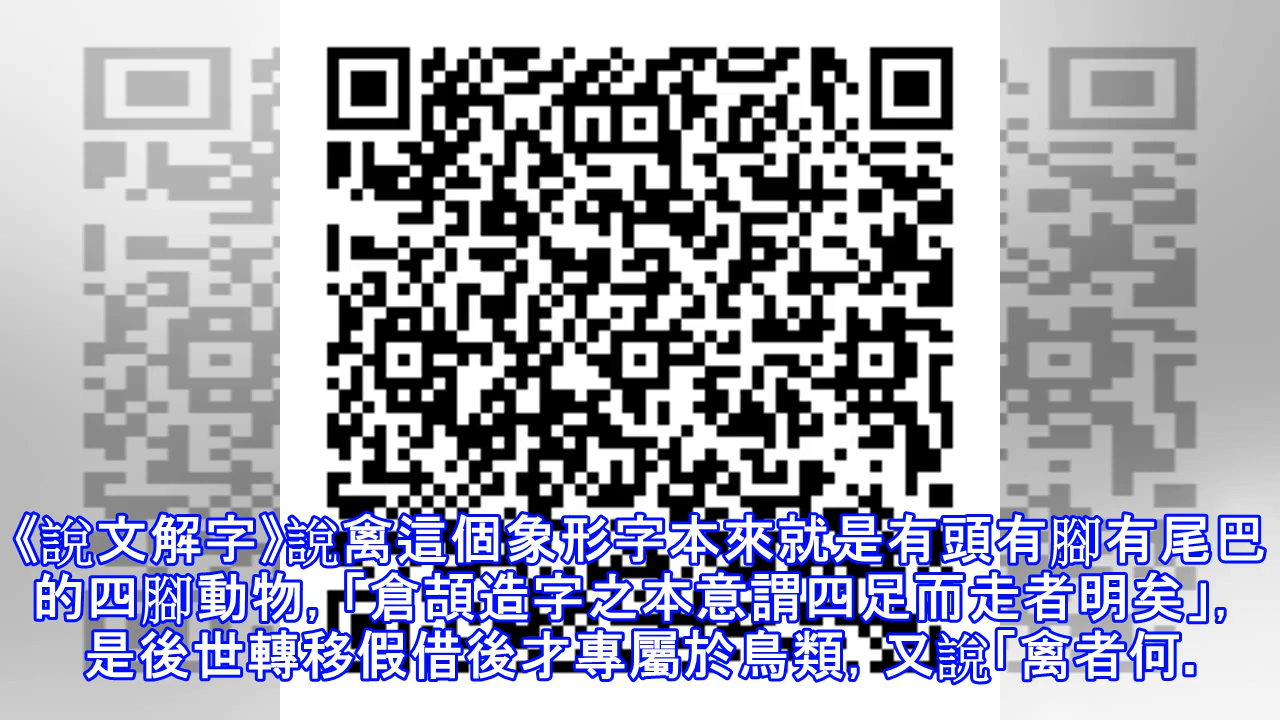 《說文解字》說禽這個象形字本來就是有頭有腳有尾巴
的四腳動物,「倉頡造字之本意謂四足而走者明矣」,
是後世轉移假借後才專屬於鳥類, 又說「禽者何.